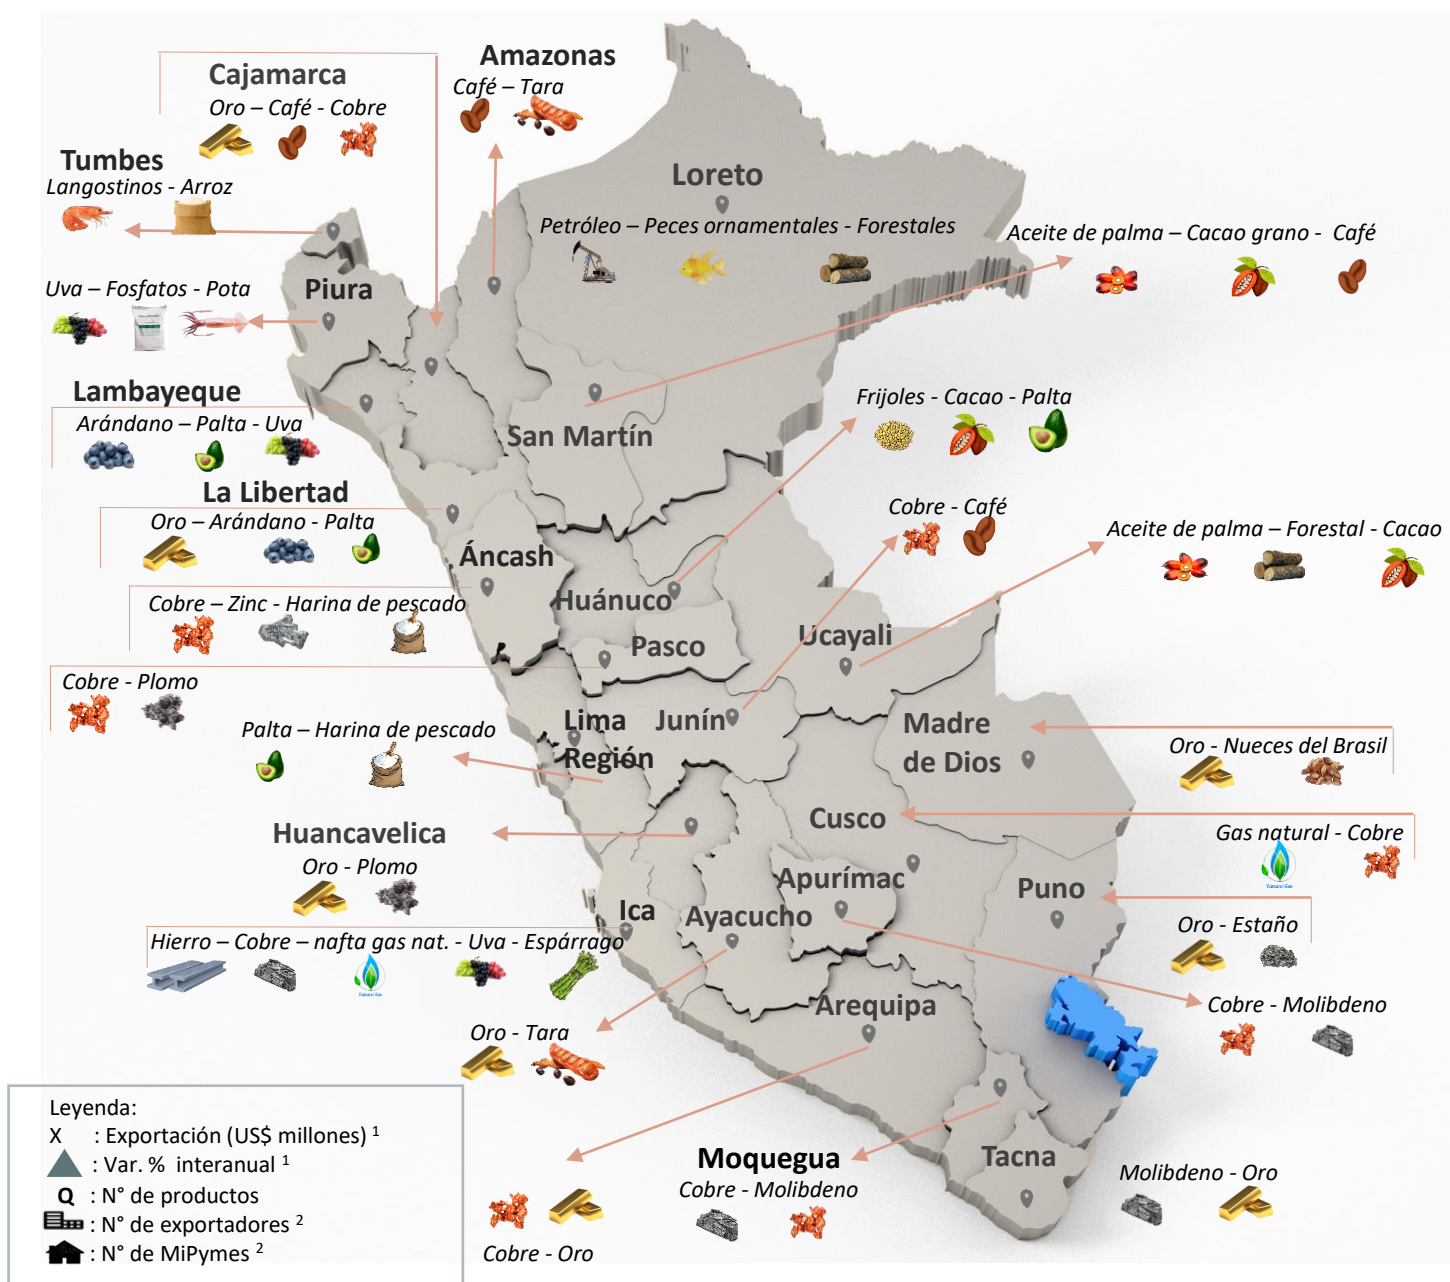 Amazonas
Café – Tara
Cajamarca
Oro – Café - Cobre
Tumbes
Langostinos - Arroz
Loreto
Petróleo – Peces ornamentales - Forestales
Aceite de palma – Cacao grano - Café
Piura
Uva – Fosfatos - Pota
Lambayeque
Arándano – Palta - Uva
San Martín
Frijoles - Cacao - Palta
La Libertad
Oro – Arándano - Palta
Cobre - Café
Aceite de palma – Forestal - Cacao
Áncash
Cobre – Zinc - Harina de pescado
Huánuco
Pasco
Ucayali
Cobre - Plomo
Palta – Harina de pescado
Lima
Región
Junín
Madre
de Dios
Oro - Nueces del Brasil
Huancavelica
Oro - Plomo
Cusco
Gas natural - Cobre
Natural Gas
Apurímac
Puno
Ica
Ayacucho
Oro - Estaño
Hierro – Cobre – nafta gas nat. - Uva - Espárrago
Natural Gas
Arequipa
Cobre - Molibdeno
Oro - Tara
Moquegua
Cobre - Molibdeno
Tacna
Molibdeno - Oro
Cobre - Oro
Leyenda:
X : Exportación (US$ millones) 1
: Var. % interanual 1
Q : N° de productos
: N° de exportadores 2
: N° de MiPymes 2